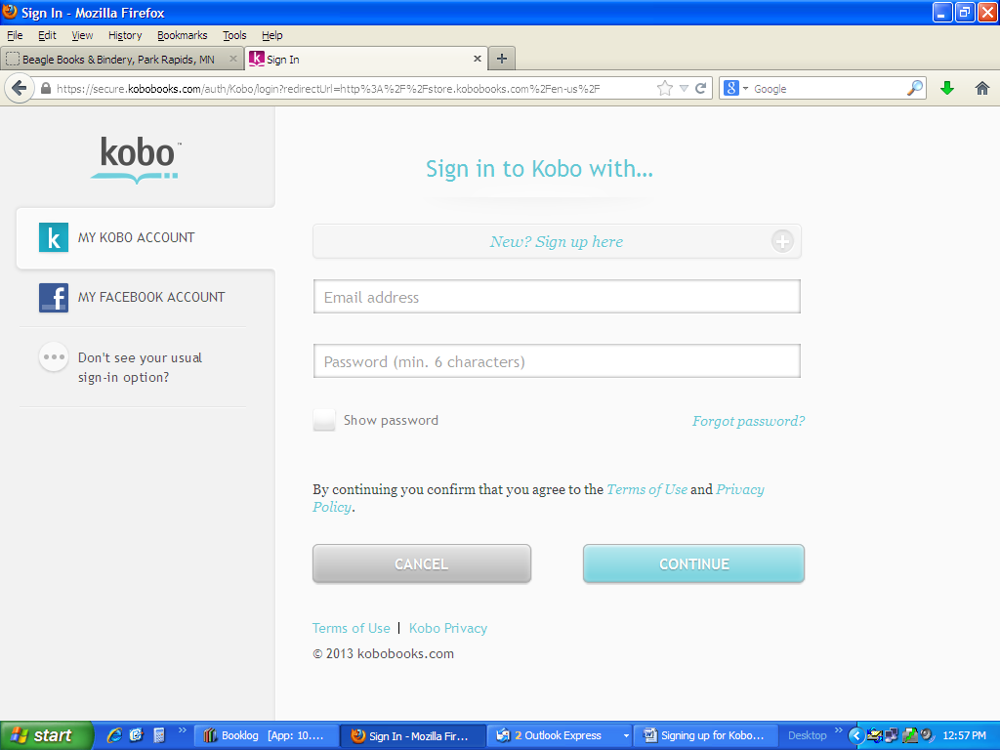 Sign In - Mozilla Firefox
File Edit View History Bookmarks Tools Help
Beagle Books & Bindery, Park Rapids, MN
k Sign In
https://secure.kobobooks.com/auth/Kobo/login?redirectUrl=http%3A%2F%2Fstore.kobobooks.com%2Fen-us%2F
8 Google
kobo™
Sign in to Kobo with...
k MY KOBO ACCOUNT
New? Sign up here
f MY FACEBOOK ACCOUNT
Email address
Don't see your usual
sign-in option?
Password (min. 6 characters)
Show password
Forgot password?
By continuing you confirm that you agree to the Terms of Use and Privacy
Policy.
CANCEL
CONTINUE
Terms of Use | Kobo Privacy
© 2013 kobobooks.com
start
Booklog [App: 10....
Sign In - Mozilla Fir...
2 Outlook Express
Signing up for Kobo...
Desktop
12:57 PM